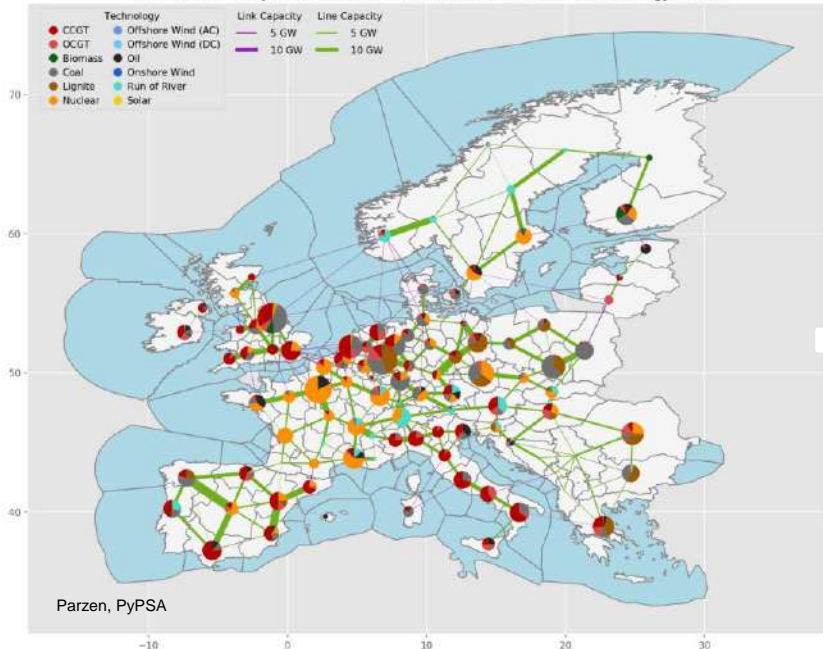 Technology
CCGT
OCGT
Biomass
Coal
Lignite
Nuclear
Offshore Wind (AC)
Offshore Wind (DC)
Oil
Onshore Wind
Run of River
Solar
Link Capacity
5 GW
10 GW
Line Capacity
5 GW
10 GW
70
60
50
40
Parzen, PyPSA
−10
0
10
20
30